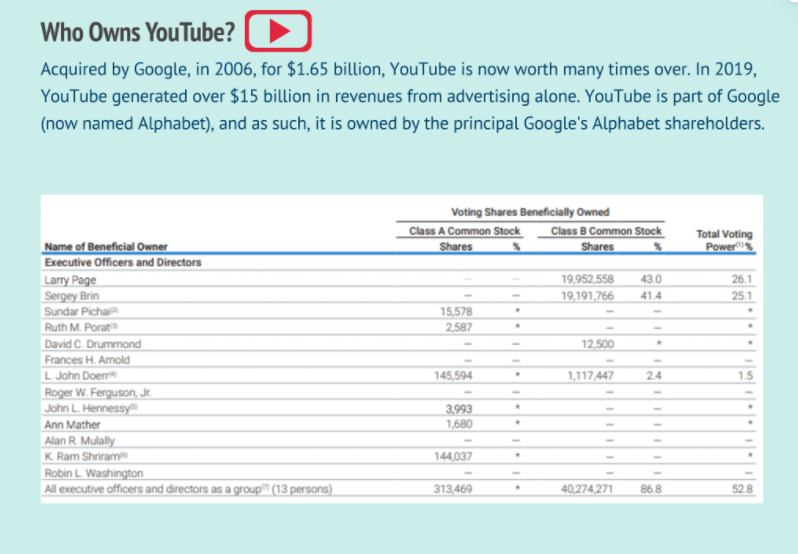 Who Owns YouTube?
Acquired by Google, in 2006, for $1.65 billion, YouTube is now worth many times over. In 2019,
YouTube generated over $15 billion in revenues from advertising alone. YouTube is part of Google
(now named Alphabet), and as such, it is owned by the principal Google's Alphabet shareholders.
Voting Shares Beneficially Owned
Class A Common Stock Class B Common Stock Total Voting
Name of Beneficial Owner Shares % Shares % Power(1) %
Executive Officers and Directors
Larry Page — — 19,952,558 43.0 26.1
Sergey Brin — — 19,191,766 41.4 25.1
Sundar Pichai(2) 15,578 * — — *
Ruth M. Porat(3) 2,587 * — — *
David C. Drummond — — 12,500 * *
Frances H. Arnold — — — — —
L. John Doerr(4) 145,594 * 1,117,447 2.4 1.5
Roger W. Ferguson, Jr. — — — — —
John L. Hennessy(5) 3,993 * — — *
Ann Mather 1,680 * — — *
Alan R. Mulally — — — — —
K. Ram Shriram(6) 144,037 * — — *
Robin L. Washington — — — — —
All executive officers and directors as a group(7) (13 persons) 313,469 * 40,274,271 86.8 52.8